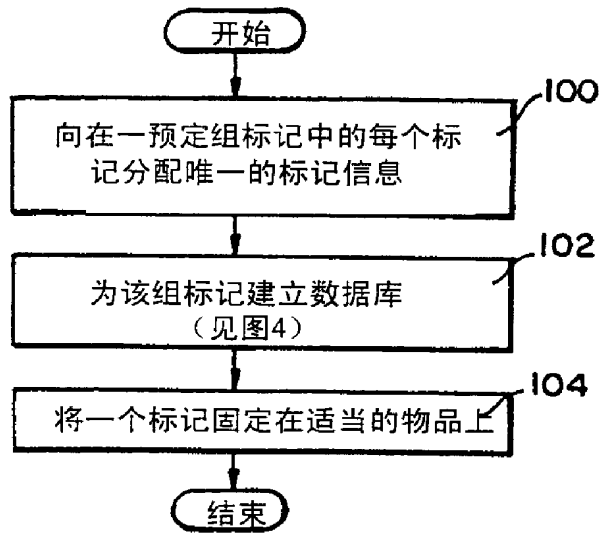 开始
100
向在一预定组标记中的每个标
记分配唯一的标记信息
102
为该组标记建立数据库
(见图4)
104
将一个标记固定在适当的物品上
结束